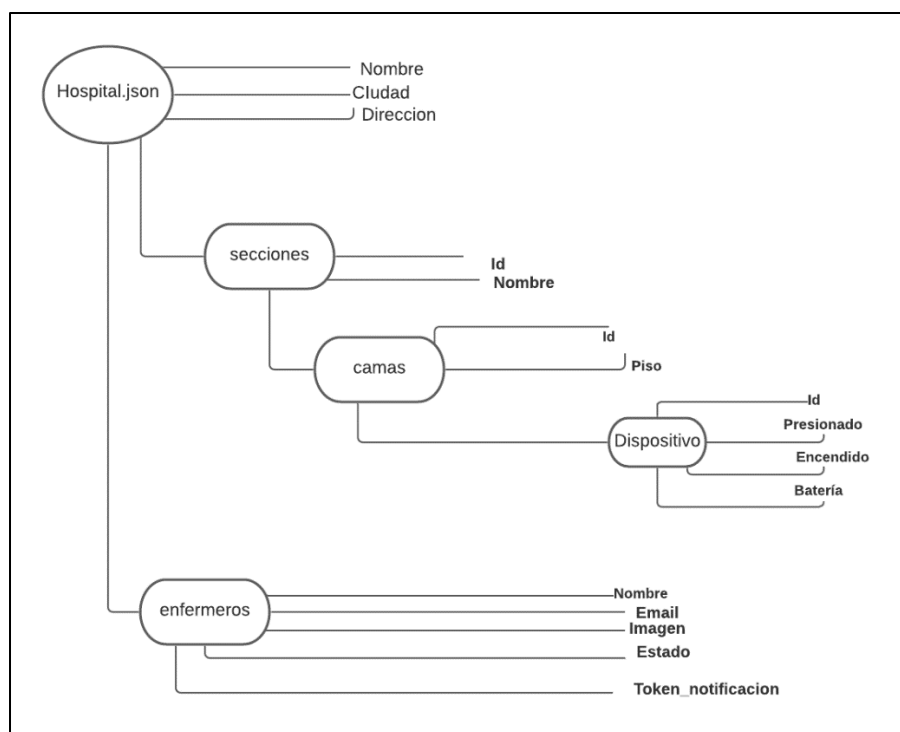 Nombre
Hospital.json
CIudad
Direccion
secciones
Id
Nombre
Id
camas
Piso
Id
Presionado
Dispositivo
Encendido
Batería
Nombre
enfermeros
Email
Imagen
Estado
Token_notificacion